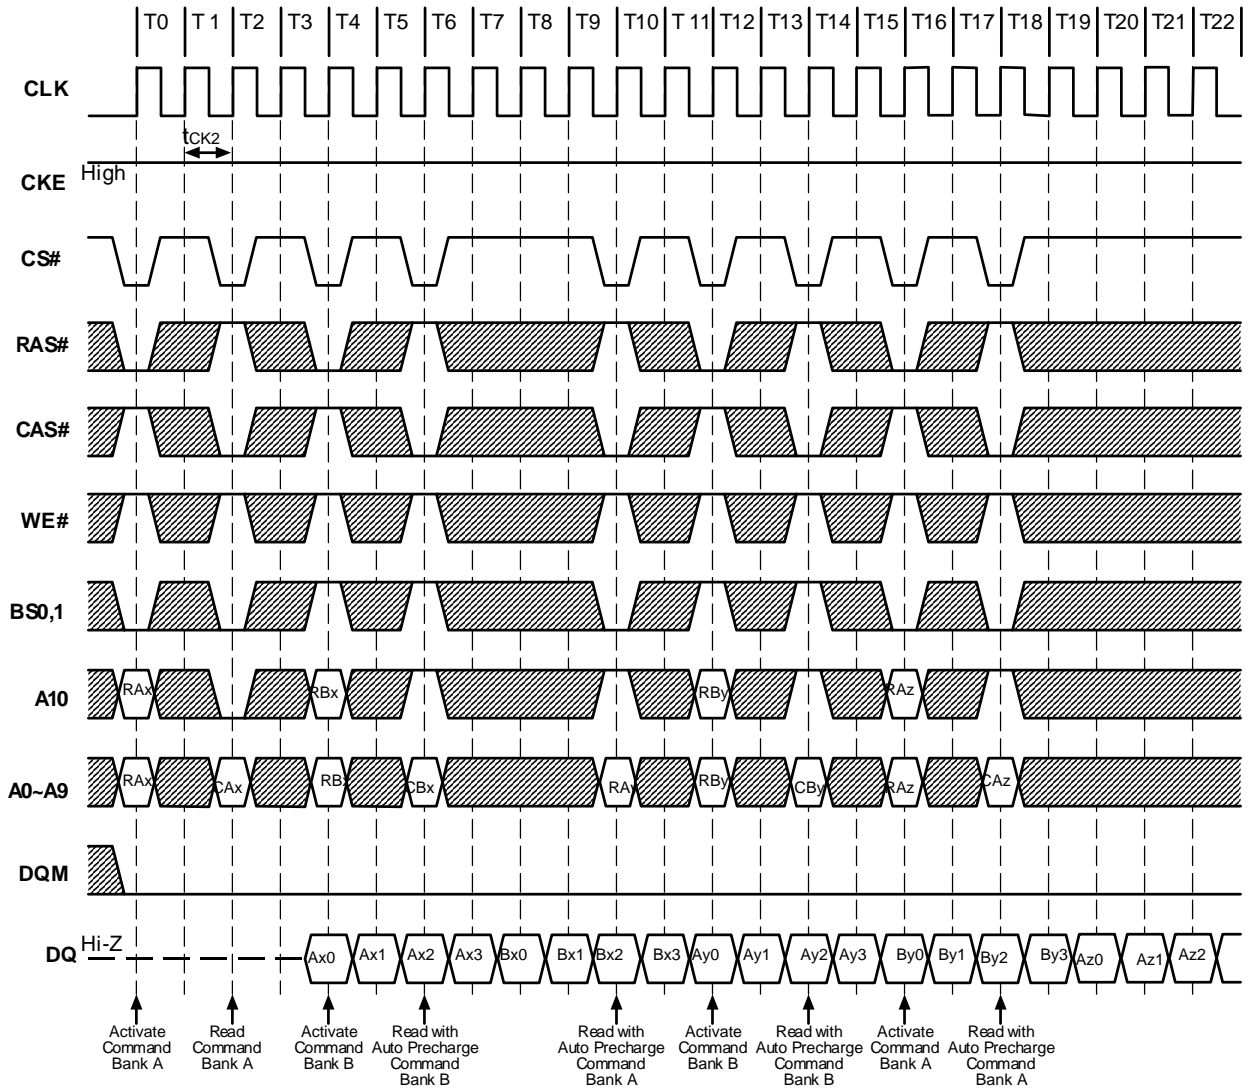 T0 T 1 T2 T3 T4 T5 T6 T7 T8 T9 T10 T 11 T12 T13 T14 T15 T16 T17 T18 T19 T20 T21 T22
CLK
tCK2
High
CKE
CS#
RAS#
CAS#
WE#
BS0,1
A10 RAx RBx RBy RAz
A0~A9 RAx CAx RB CBx RAy RBy CBy RAz CAz
DQM
Hi-Z
DQ Ax0 Ax1 Ax2 Ax3 Bx0 Bx1 Bx2 Bx3 Ay0 Ay1 Ay2 Ay3 By0 By1 By2 By3 Az0 Az1 Az2
Activate
Command
Bank A
Read
Command
Bank A
Activate
Command
Bank B
Read with
Auto Precharge
Command
Bank B
Read with
Auto Precharge
Command
Bank A
Activate
Command
Bank B
Read with
Auto Precharge
Command
Bank B
Activate
Command
Bank A
Read with
Auto Precharge
Command
Bank A